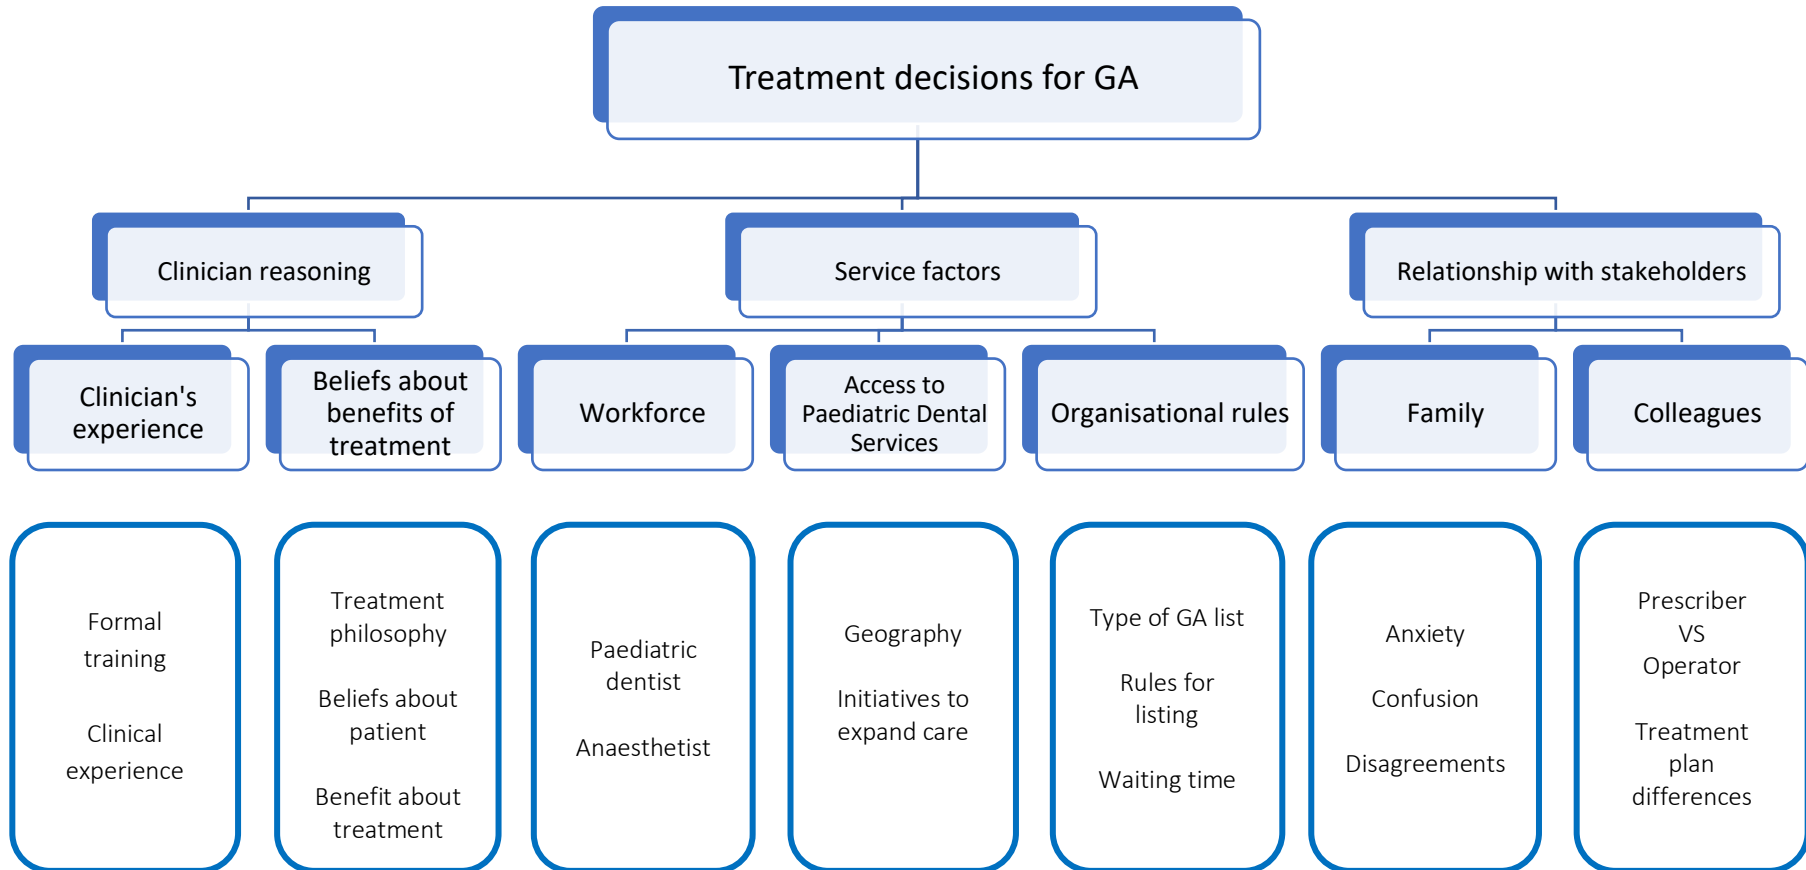 Treatment decisions for GA
Clinician reasoning
Service factors
Relationship with stakeholders
Clinician's
experience
Beliefs about
benefits of
treatment
Workforce
Access to
Paediatric Dental
Services
Organisational rules
Family
Colleagues
Formal
training
Clinical
experience
Treatment
philosophy
Beliefs about
patient
Benefit about
treatment
Paediatric
dentist
Anaesthetist
Geography
Initiatives to
expand care
Type of GA list
Rules for
listing
Waiting time
Anxiety
Confusion
Disagreements
Prescriber
VS
Operator
Treatment
plan
differences